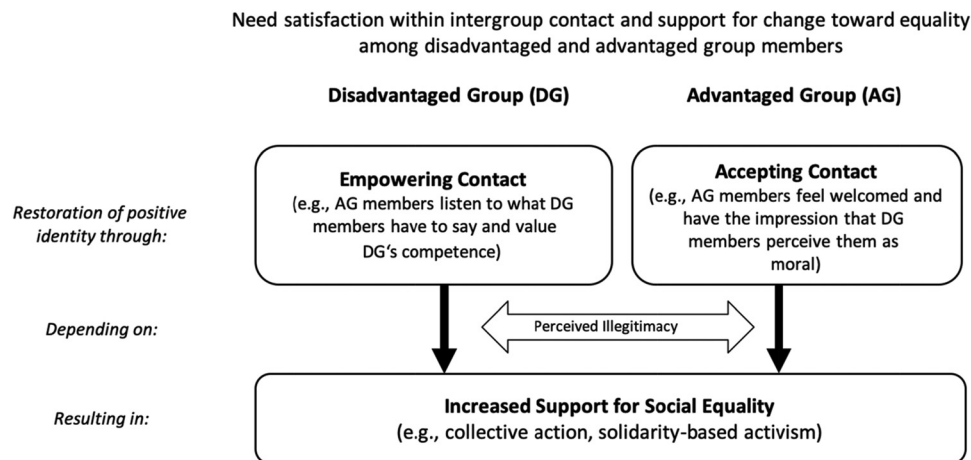 Need satisfaction within intergroup contact and support for change toward equality
among disadvantaged and advantaged group members
Disadvantaged Group (DG)
Advantaged Group (AG)
Restoration of positive
identity through:
Empowering Contact
(e.g., AG members listen to what DG
members have to say and value
DG‘s competence)
Accepting Contact
(e.g., AG members feel welcomed and
have the impression that DG
members perceive them as
moral)
Depending on:
Perceived Illegitimacy
Resulting in:
Increased Support for Social Equality
(e.g., collective action, solidarity-based activism)